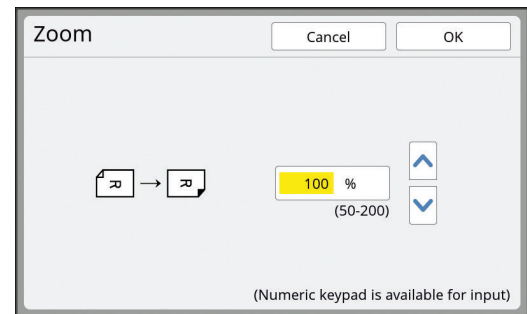 Zoom
Cancel
OK
R → R
100 %
(50-200)
(Numeric keypad is available for input)